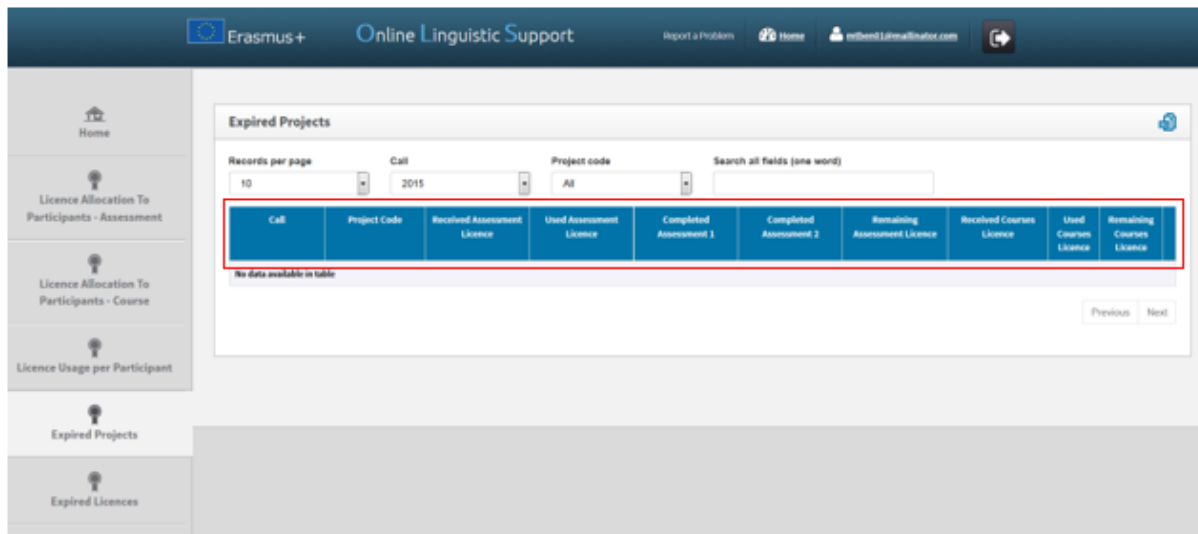 Erasmus+
Online Linguistic Support
Report a Problem
Home
Home
Licence Allocation To
Participants - Assessment
Licence Allocation To
Participants - Course
Licence Usage per Participant
Expired Projects
Expired Licences
Expired Projects
Records per page
Call
Project code
Search all fields (one word)
10
2015
All
Call
Project Code
Received Assessment
Licence
Used Assessment
Licence
Completed
Assessment 1
Completed
Assessment 2
Remaining
Assessment Licence
Received Courses
Licence
Used
Courses
Licence
Remaining
Courses
Licence
No data available in table
Previous
Next